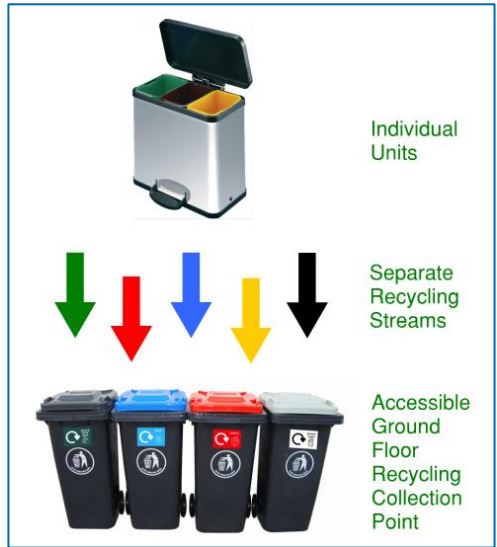 Individual
Units
Separate
Recycling
Streams
Accessible
Ground
Floor
Recycling
Collection
Point